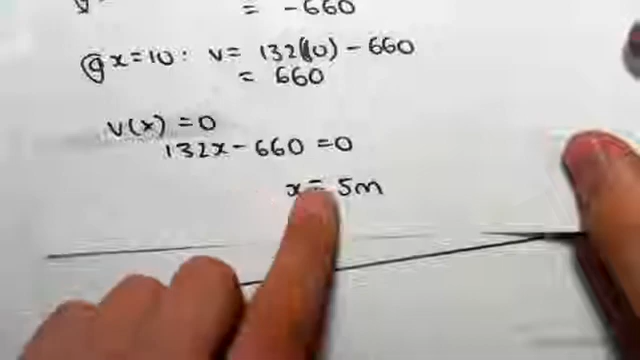 = -660
@ x=10: v= 132(10) - 660
= 660
v(x) = 0
132x - 660 = 0
x = 5m